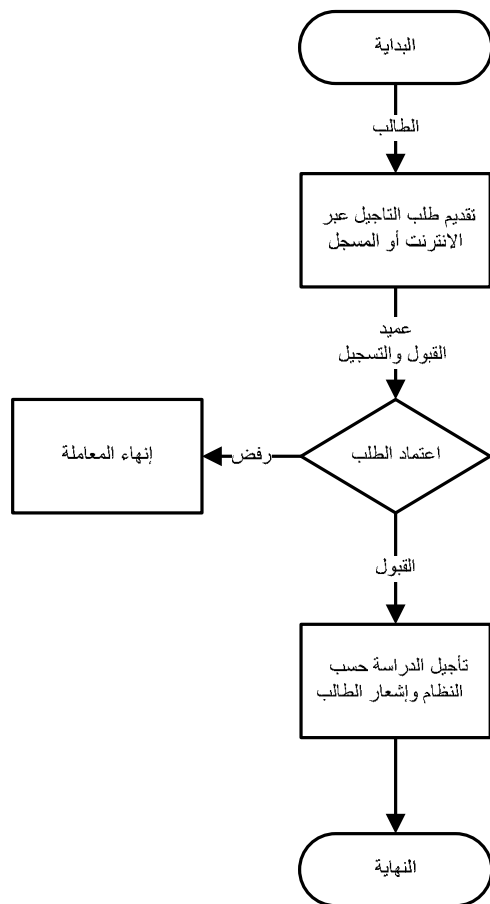 البداية
الطالب
تقديم طلب التاجيل عبر
الانترنت أو المسجل
عميد
القبول والتسجيل
اعتماد الطلب
رفض
إنهاء المعاملة
القبول
تأجيل الدراسة حسب
النظام وإشعار الطالب
النهاية